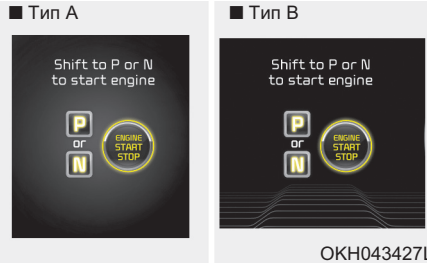 ■ Тип A
Shift to P or N
to start engine
P
or
N
ENGINE
START
STOP
■ Тип B
Shift to P or N
to start engine
P
or
N
ENGINE
START
STOP
OKH043427L